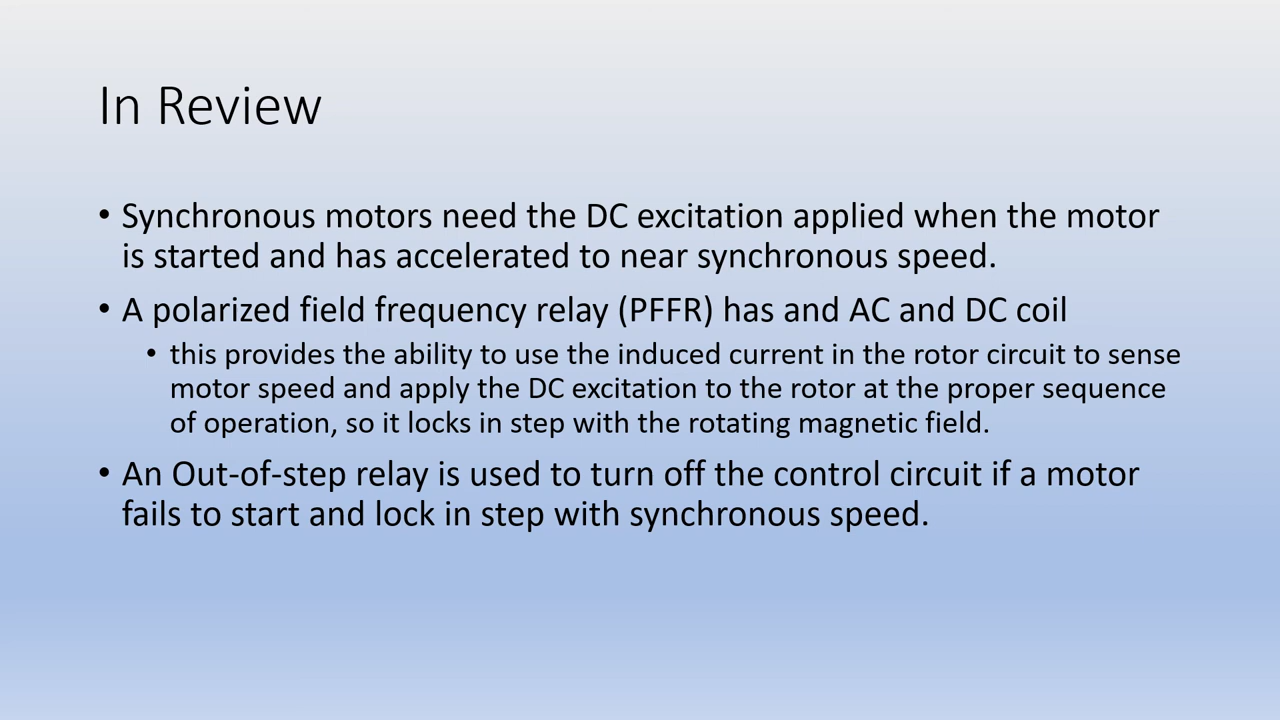 In Review
• Synchronous motors need the DC excitation applied when the motor
is started and has accelerated to near synchronous speed.
• A polarized field frequency relay (PFFR) has and AC and DC coil
• this provides the ability to use the induced current in the rotor circuit to sense
motor speed and apply the DC excitation to the rotor at the proper sequence
of operation, so it locks in step with the rotating magnetic field.
• An Out-of-step relay is used to turn off the control circuit if a motor
fails to start and lock in step with synchronous speed.